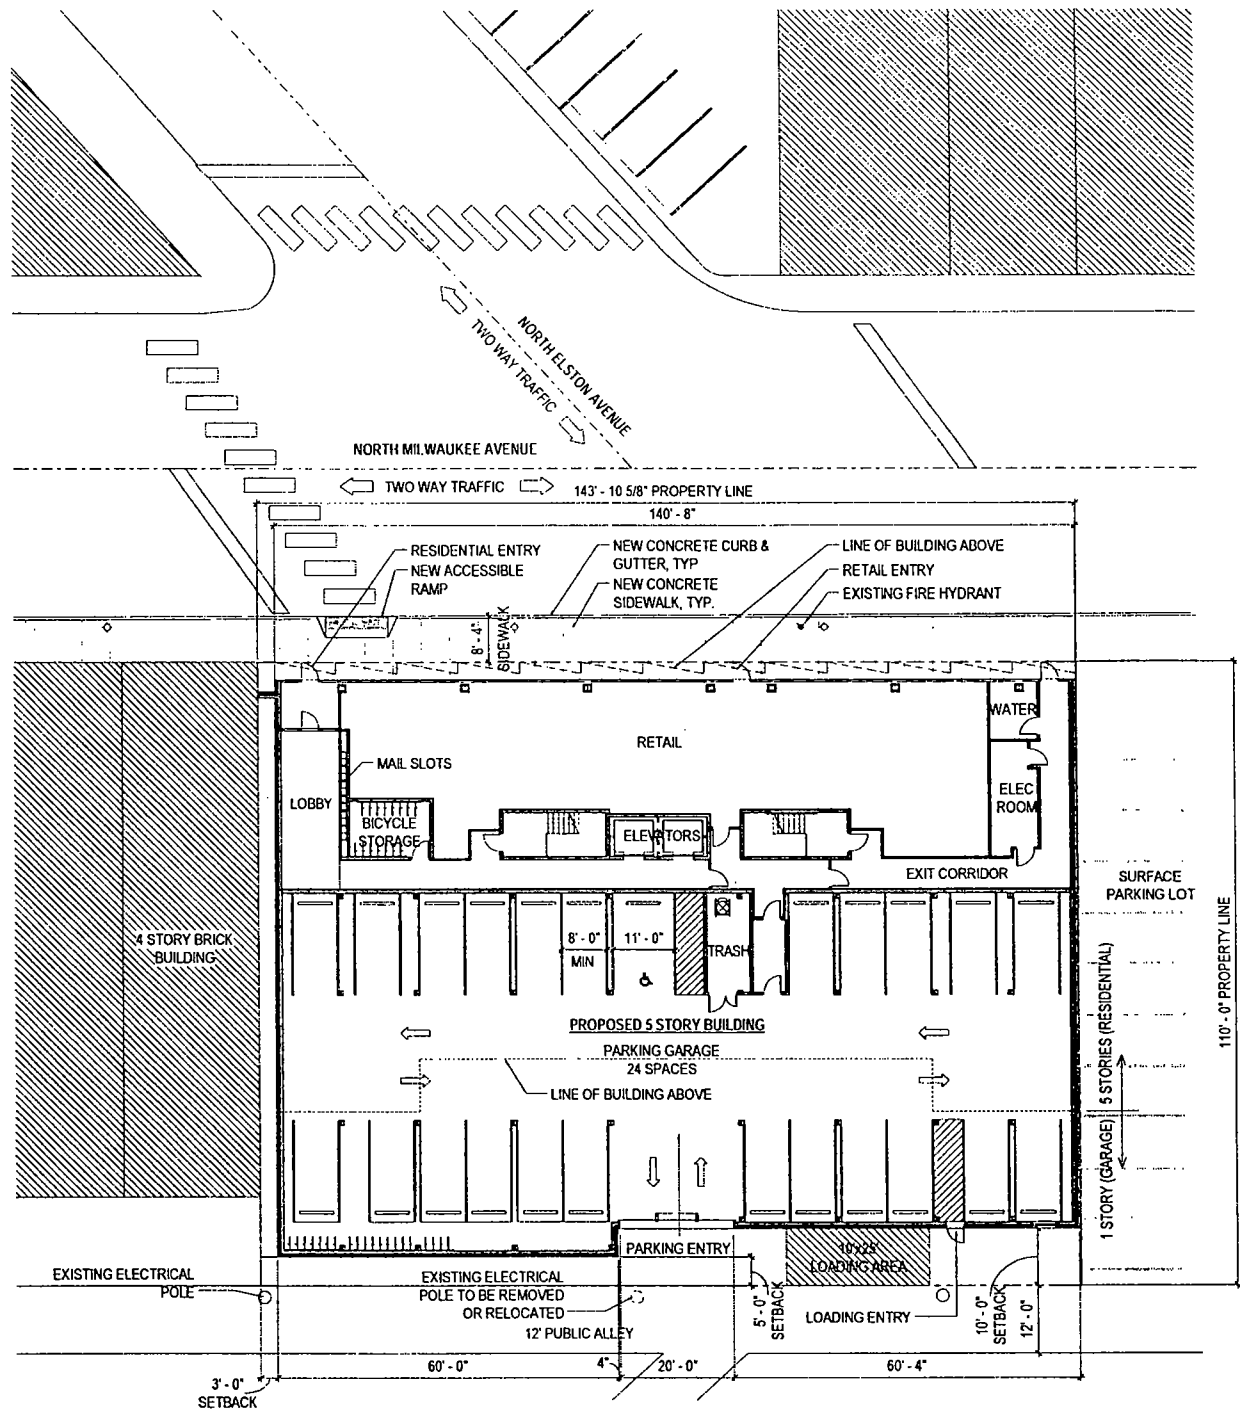 NORTH ELSTON AVENUE
TWO WAY TRAFFIC
NORTH MILWAUKEE AVENUE
TWO WAY TRAFFIC
143' - 10 5/8" PROPERTY LINE
140' - 8"
RESIDENTIAL ENTRY
NEW ACCESSIBLE
RAMP
NEW CONCRETE CURB &
GUTTER, TYP
NEW CONCRETE
SIDEWALK, TYP.
LINE OF BUILDING ABOVE
RETAIL ENTRY
EXISTING FIRE HYDRANT
8' - 4"
SIDEWALK
WATER
RETAIL
MAIL SLOTS
LOBBY
BICYCLE
STORAGE
ELEVATORS
ELEC
ROOM
EXIT CORRIDOR
SURFACE
PARKING LOT
4 STORY BRICK
BUILDING
8' - 0"
MIN
11' - 0"
TRASH
PROPOSED 5 STORY BUILDING
PARKING GARAGE
24 SPACES
LINE OF BUILDING ABOVE
1 STORY (GARAGE)
5 STORIES (RESIDENTIAL)
110' - 0" PROPERTY LINE
PARKING ENTRY
10'x25'
LOADING AREA
EXISTING ELECTRICAL
POLE
EXISTING ELECTRICAL
POLE TO BE REMOVED
OR RELOCATED
12' PUBLIC ALLEY
5' - 0"
SETBACK
LOADING ENTRY
10' - 0"
SETBACK
12' - 0"
60' - 0"
4"
20' - 0"
60' - 4"
3' - 0"
SETBACK